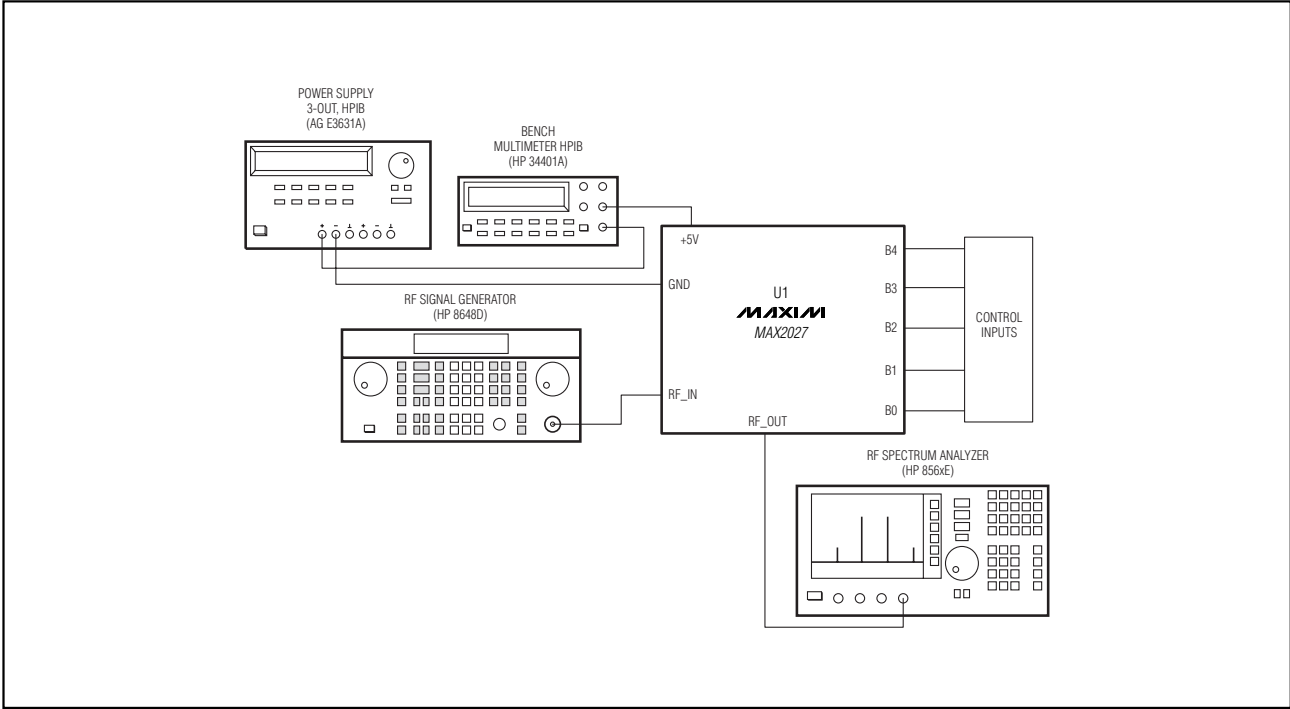 POWER SUPPLY
3-OUT, HPIB
(AG E3631A)
BENCH
MULTIMETER HPIB
(HP 34401A)
+ - ⊥ + - ⊥
RF SIGNAL GENERATOR
(HP 8648D)
+5V
GND
RF_IN
U1
MAXIM
MAX2027
RF_OUT
B4
B3
B2
B1
B0
CONTROL
INPUTS
RF SPECTRUM ANALYZER
(HP 856xE)